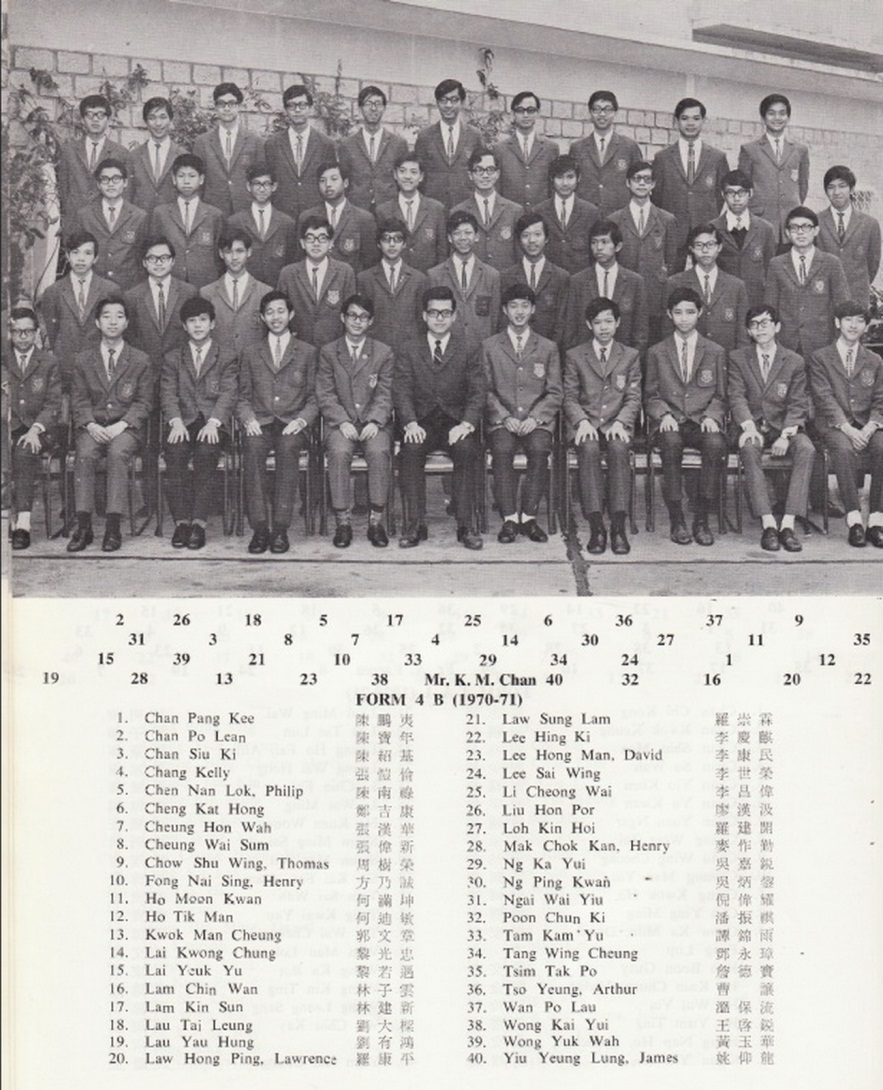 2 26 18 5 17 25 6 36 37 9
31 3 8 7 4 14 30 27 11 35
15 39 21 10 33 29 34 24 1 12
19 28 13 23 38 Mr. K. M. Chan 40 32 16 20 22
FORM 4 B (1970-71)
1. Chan Pang Kee 陳鵬夷
2. Chan Po Lean 陳寶年
3. Chan Siu Ki 陳紹基
4. Chang Kelly 張愷倫
5. Chen Nan Lok, Philip 陳南祿
6. Cheng Kat Hong 鄭吉康
7. Cheung Hon Wah 張漢華
8. Cheung Wai Sum 張偉新
9. Chow Shu Wing, Thomas 周樹榮
10. Fong Nai Sing, Henry 方乃誠
11. Ho Moon Kwan 何滿坤
12. Ho Tik Man 何迪敏
13. Kwok Man Cheung 郭文章
14. Lai Kwong Chung 黎光忠
15. Lai Yeuk Yu 黎若遇
16. Lam Chin Wan 林子雲
17. Lam Kin Sun 林建新
18. Lau Tai Leung 劉大樑
19. Lau Yau Hung 劉有鴻
20. Law Hong Ping, Lawrence 羅康平
21. Law Sung Lam 羅崇霖
22. Lee Hing Ki 李慶麒
23. Lee Hong Man, David 李康民
24. Lee Sai Wing 李世榮
25. Li Cheong Wai 李昌偉
26. Liu Hon Por 廖漢波
27. Loh Kin Hoi 羅建開
28. Mak Chok Kan, Henry 麥作勤
29. Ng Ka Yui 吳嘉銳
30. Ng Ping Kwan 吳炳
31. Ngai Wai Yiu 倪偉耀
32. Poon Chun Ki 潘振祺
33. Tam Kam Yu 譚錦雨
34. Tang Wing Cheung 鄧永璋
35. Tsim Tak Po 詹德寶
36. Tso Yeung, Arthur 曹讓
37. Wan Po Lau 溫保流
38. Wong Kai Yui 王啓銳
39. Wong Yuk Wah 黃玉華
40. Yiu Yeung Lung, James 姚仰龍